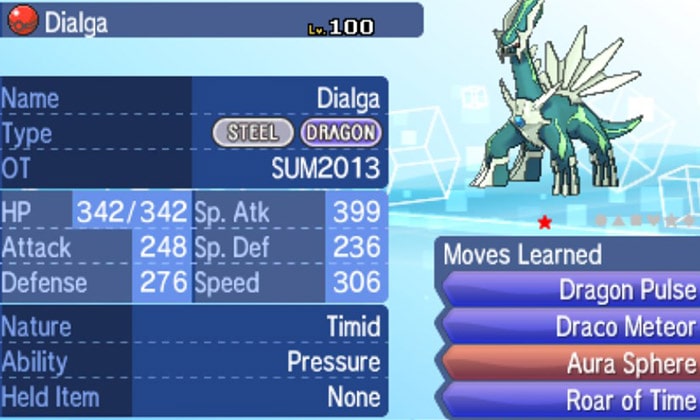 Dialga Lv.100
Name Dialga
Type STEEL DRAGON
OT SUM2013
HP 342/342 Sp. Atk 399
Attack 248 Sp. Def 236
Defense 276 Speed 306
Nature Timid
Ability Pressure
Held Item None
Moves Learned
Dragon Pulse
Draco Meteor
Aura Sphere
Roar of Time